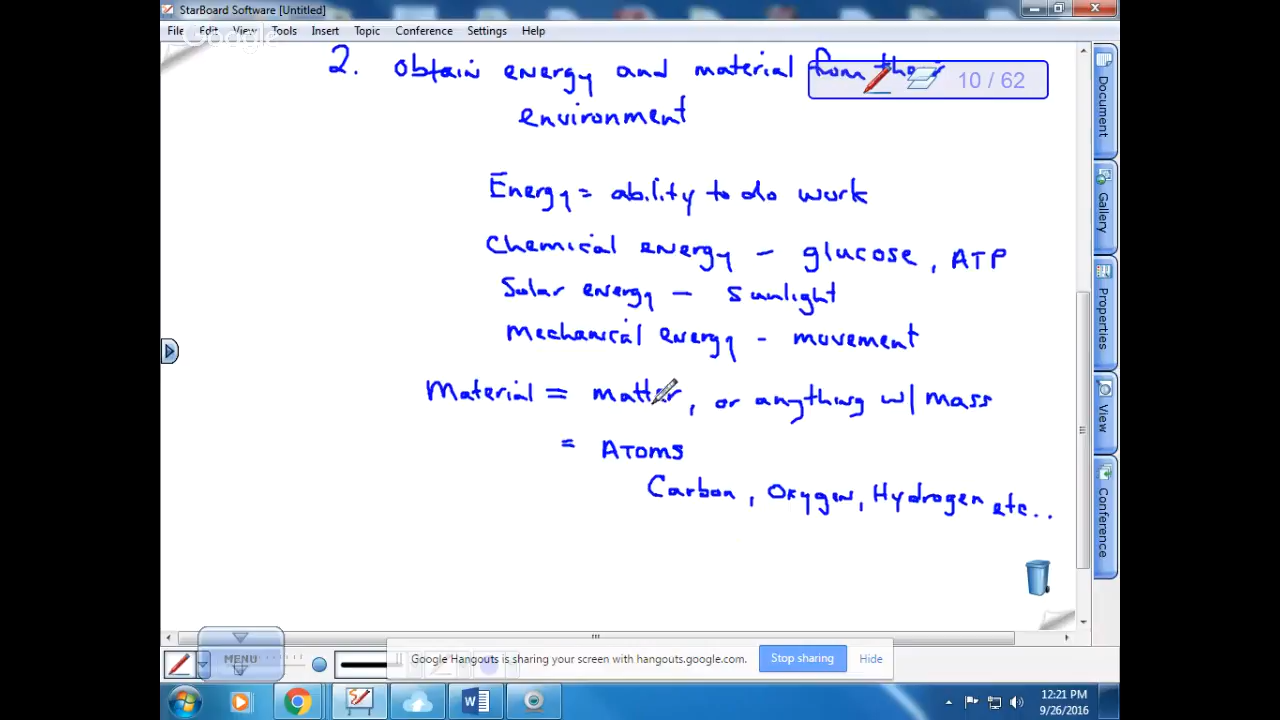 StarBoard Software [Untitled]
File Edit View Tools Insert Topic Conference Settings Help
Google
2. Obtain energy and material from their
10 / 62
environment
Energy = ability to do work
Chemical energy – glucose, ATP
Solar energy – sunlight
Mechanical energy - movement
Material = matter, or anything w/ mass
= Atoms
Carbon, Oxygen, Hydrogen etc..
Document
Gallery
Properties
View
Conference
MENU
Google Hangouts is sharing your screen with hangouts.google.com. Stop sharing Hide
12:21 PM
9/26/2016